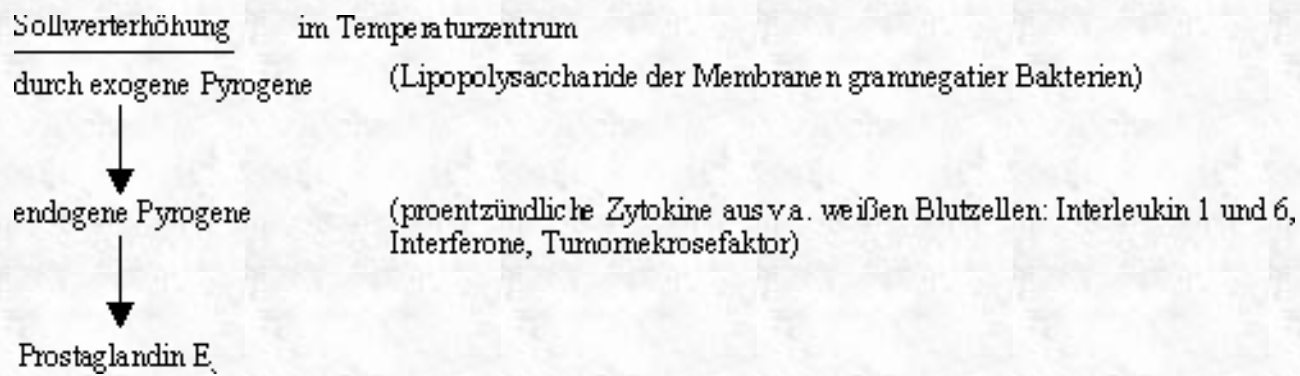 Sollwerterhöhung im Temperaturzentrum
durch exogene Pyrogene (Lipopolysaccharide der Membranen gramnegatier Bakterien)
endogene Pyrogene (proentzündliche Zytokine aus v.a. weißen Blutzellen: Interleukin 1 und 6,
Interferone, Tumornekrosefaktor)
Prostaglandin E